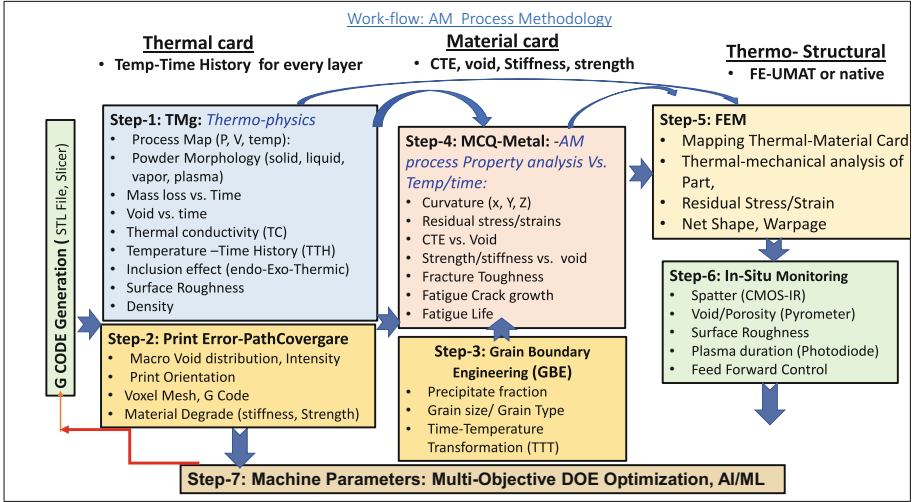 Work-flow: AM Process Methodology
Thermal card
• Temp-Time History for every layer
Material card
• CTE, void, Stiffness, strength
Thermo- Structural
• FE-UMAT or native
G CODE Generation ( STL File, Slicer)
Step-1: TMg: Thermo-physics
• Process Map (P, V, temp):
• Powder Morphology (solid, liquid,
vapor, plasma)
• Mass loss vs. Time
• Void vs. time
• Thermal conductivity (TC)
• Temperature –Time History (TTH)
• Inclusion effect (endo-Exo-Thermic)
• Surface Roughness
• Density
Step-2: Print Error-PathCovergare
• Macro Void distribution, Intensity
• Print Orientation
• Voxel Mesh, G Code
• Material Degrade (stiffness, Strength)
Step-4: MCQ-Metal: -AM
process Property analysis Vs.
Temp/time:
• Curvature (x, Y, Z)
• Residual stress/strains
• CTE vs. Void
• Strength/stiffness vs. void
• Fracture Toughness
• Fatigue Crack growth
• Fatigue Life
Step-3: Grain Boundary
Engineering (GBE)
• Precipitate fraction
• Grain size/ Grain Type
• Time-Temperature
Transformation (TTT)
Step-5: FEM
• Mapping Thermal-Material Card
• Thermal-mechanical analysis of
Part,
• Residual Stress/Strain
• Net Shape, Warpage
Step-6: In-Situ Monitoring
• Spatter (CMOS-IR)
• Void/Porosity (Pyrometer)
• Surface Roughness
• Plasma duration (Photodiode)
• Feed Forward Control
Step-7: Machine Parameters: Multi-Objective DOE Optimization, AI/ML